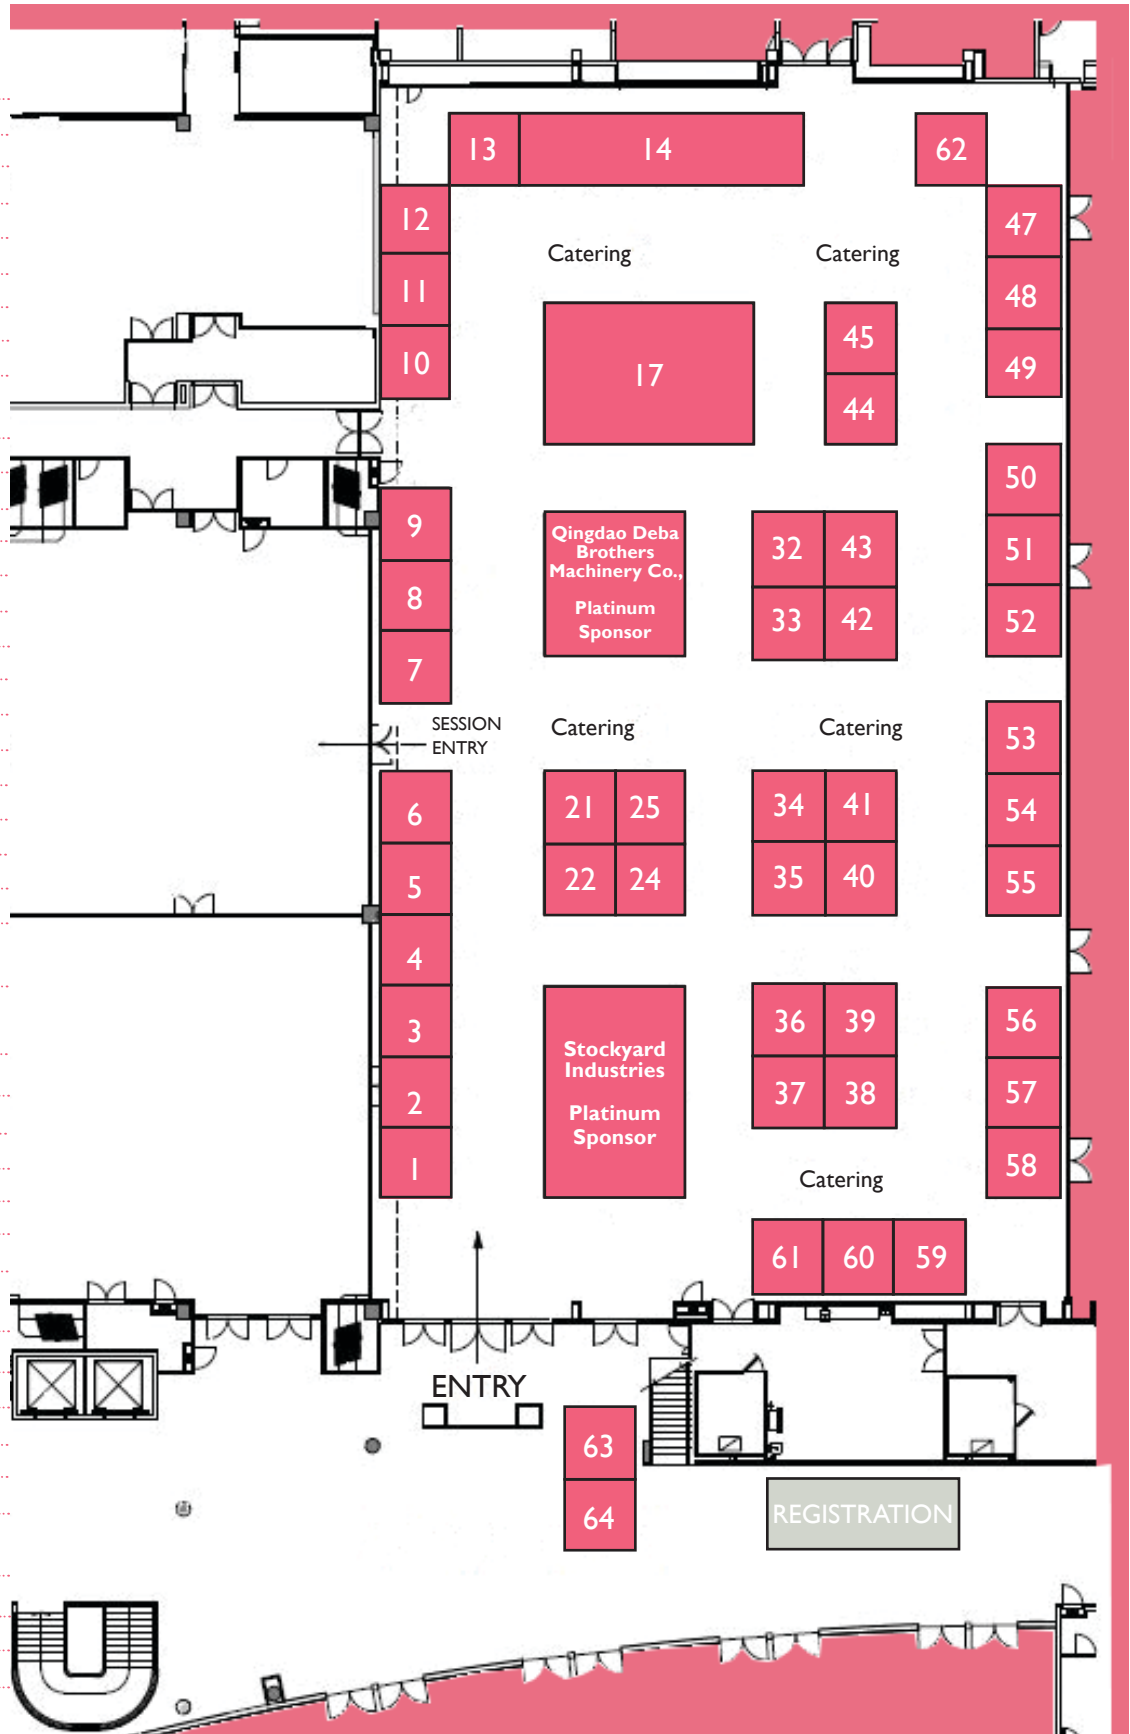 13
14
62
12
47
Catering
Catering
11
48
45
10
17
49
44
50
9
Qingdao Deba
Brothers
Machinery Co.,
Platinum
Sponsor
32
43
51
8
33
42
52
7
SESSION
ENTRY
Catering
Catering
53
6
21
25
34
41
54
5
22
24
35
40
55
4
3
Stockyard
Industries
Platinum
Sponsor
36
39
56
2
37
38
57
1
58
Catering
61
60
59
ENTRY
63
64
REGISTRATION